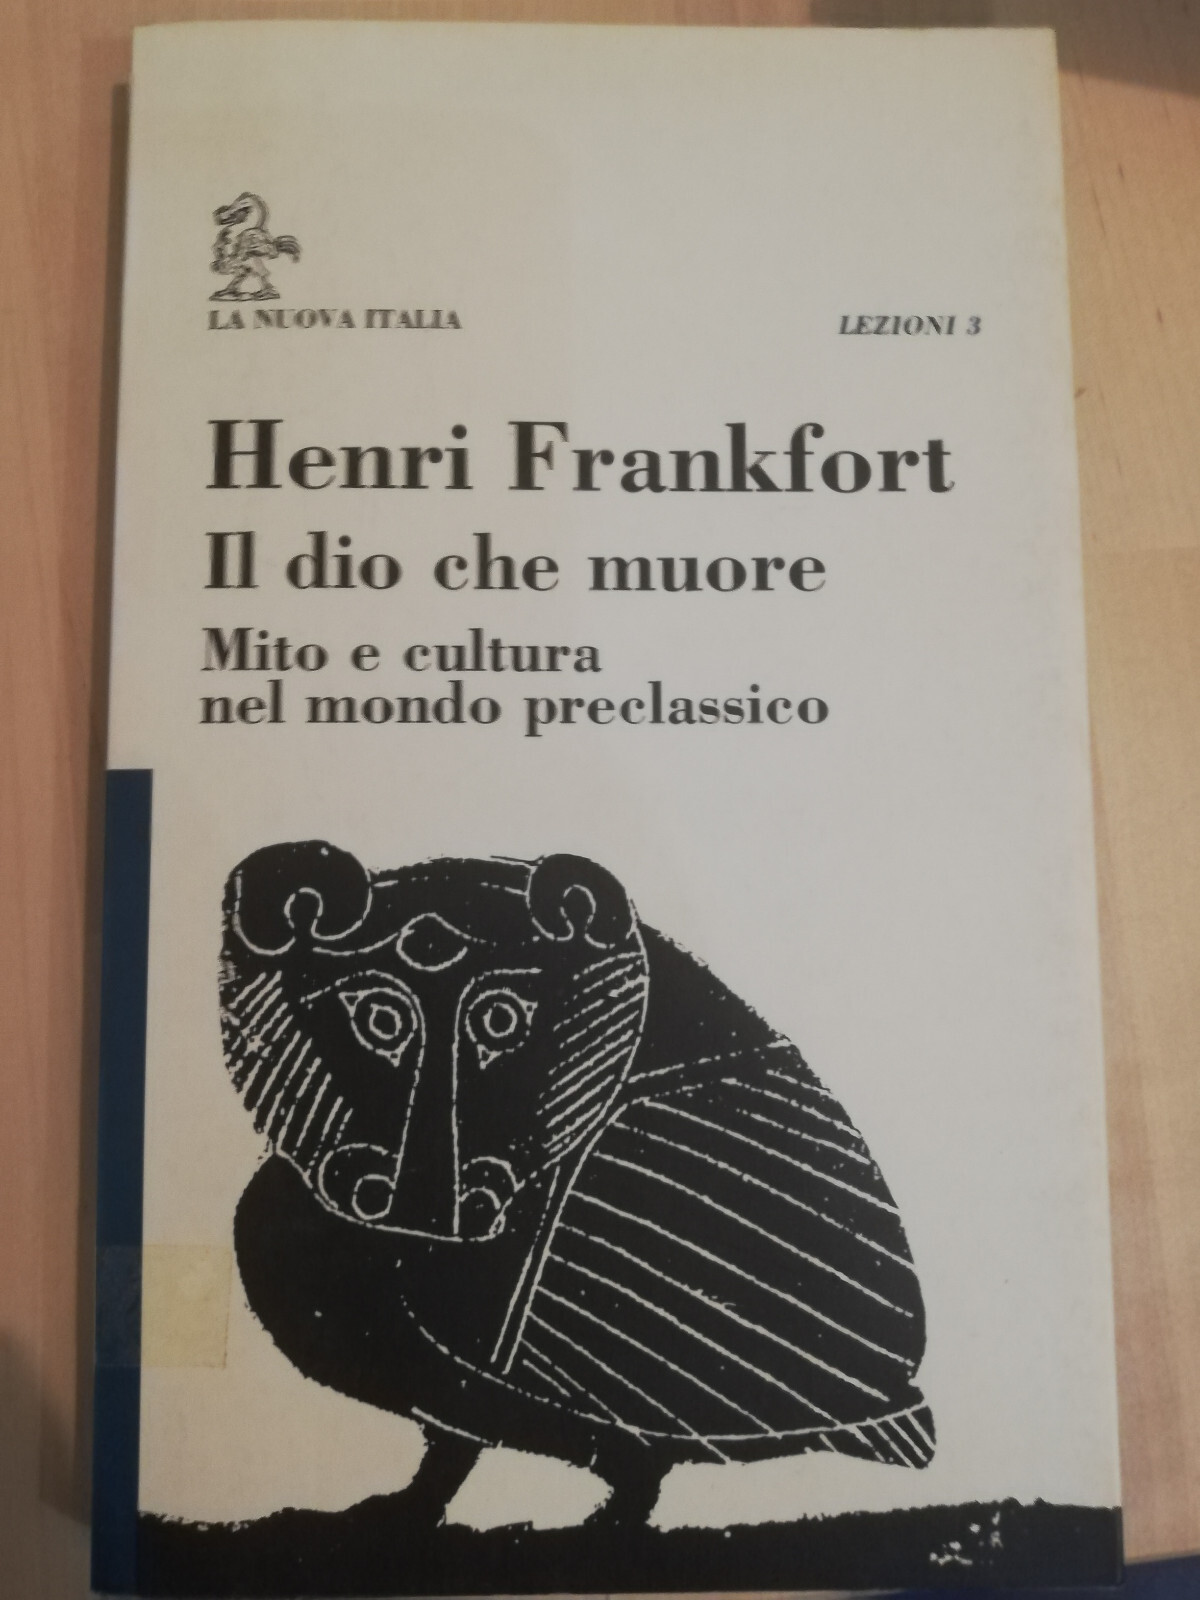 LA NUOVA ITALIA
LEZIONI 3
Henri Frankfort
Il dio che muore
Mito e cultura
nel mondo preclassico